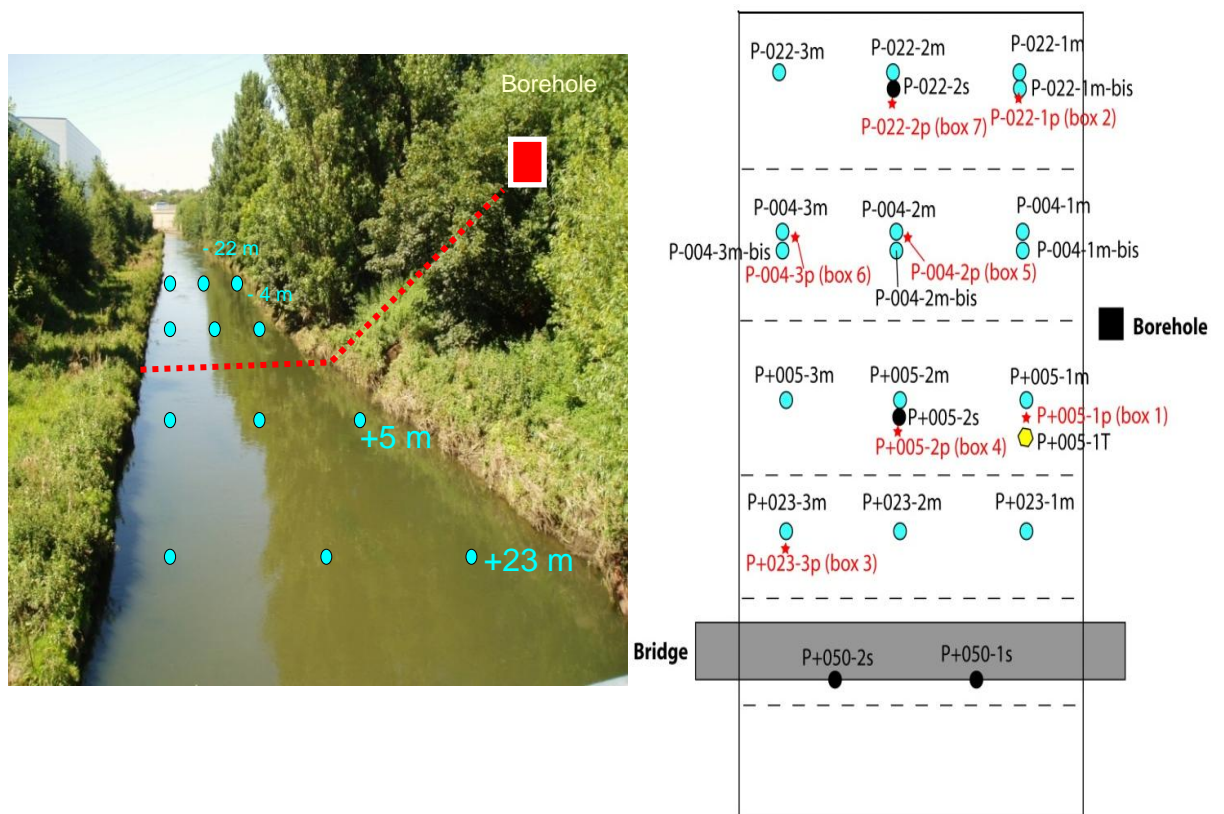 Borehole
- 22 m
- 4 m
+5 m
+23 m
P-022-3m
P-022-2m
P-022-1m
P-022-2s
P-022-1m-bis
P-022-2p (box 7)
P-022-1p (box 2)
P-004-3m
P-004-2m
P-004-1m
P-004-3m-bis
P-004-1m-bis
P-004-3p (box 6)
P-004-2p (box 5)
P-004-2m-bis
Borehole
P+005-3m
P+005-2m
P+005-1m
P+005-2s
P+005-1p (box 1)
P+005-2p (box 4)
P+005-1T
P+023-3m
P+023-2m
P+023-1m
P+023-3p (box 3)
Bridge
P+050-2s
P+050-1s